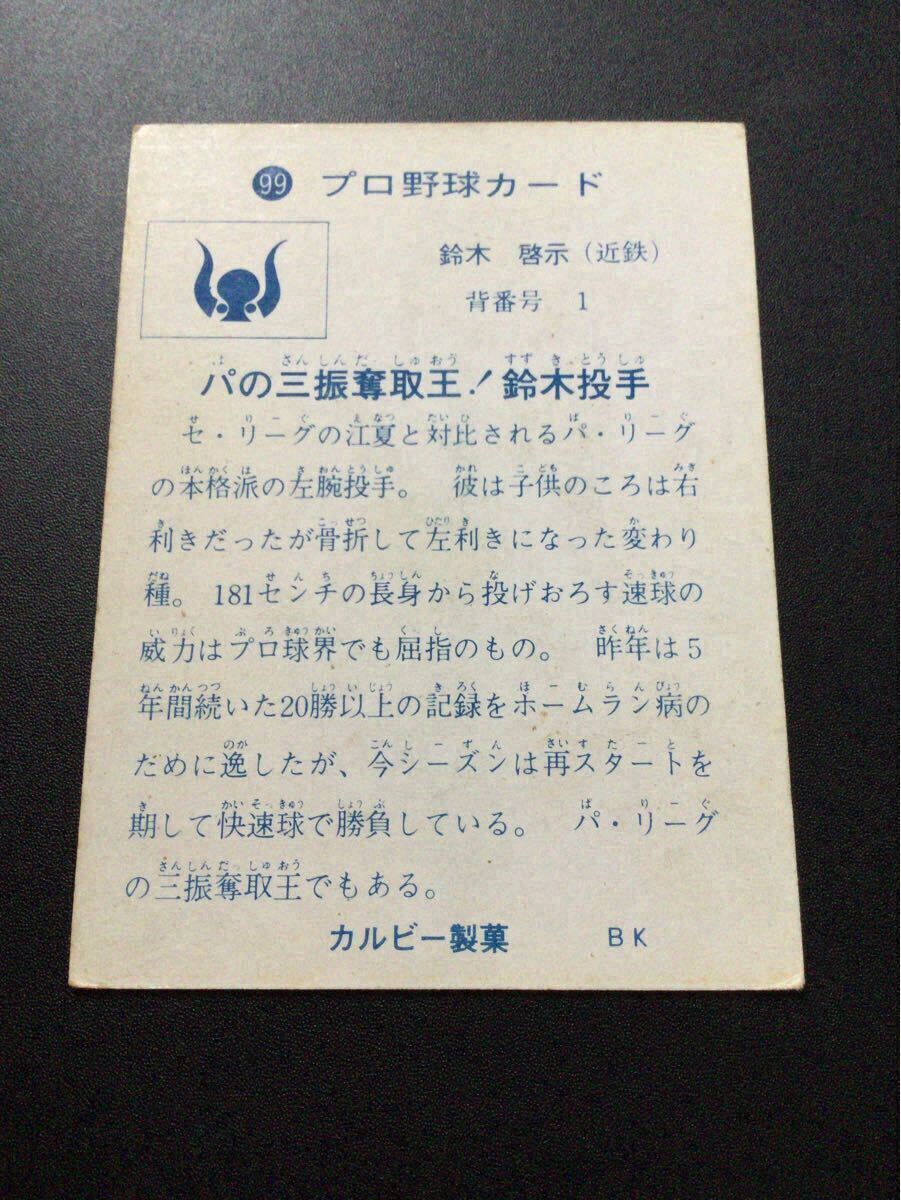 99 プロ野球カード
鈴木 啓示(近鉄)
背番号 1
パの三振奪取王!鈴木投手
セ・リーグの江夏と対比されるパ・リーグ
の本格派の左腕投手。 彼は子供のころは右
利きだったが骨折して左利きになった変わり
種。 181センチの長身から投げおろす速球の
威力はプロ球界でも屈指のもの。 昨年は5
年間続いた20勝以上の記録をホームラン病の
だめに逸したが、今シーズンは再スタートを
期して快速球で勝負している。 パ・リーグ
の三振奪取王でもある。
カルビー製菓 BK